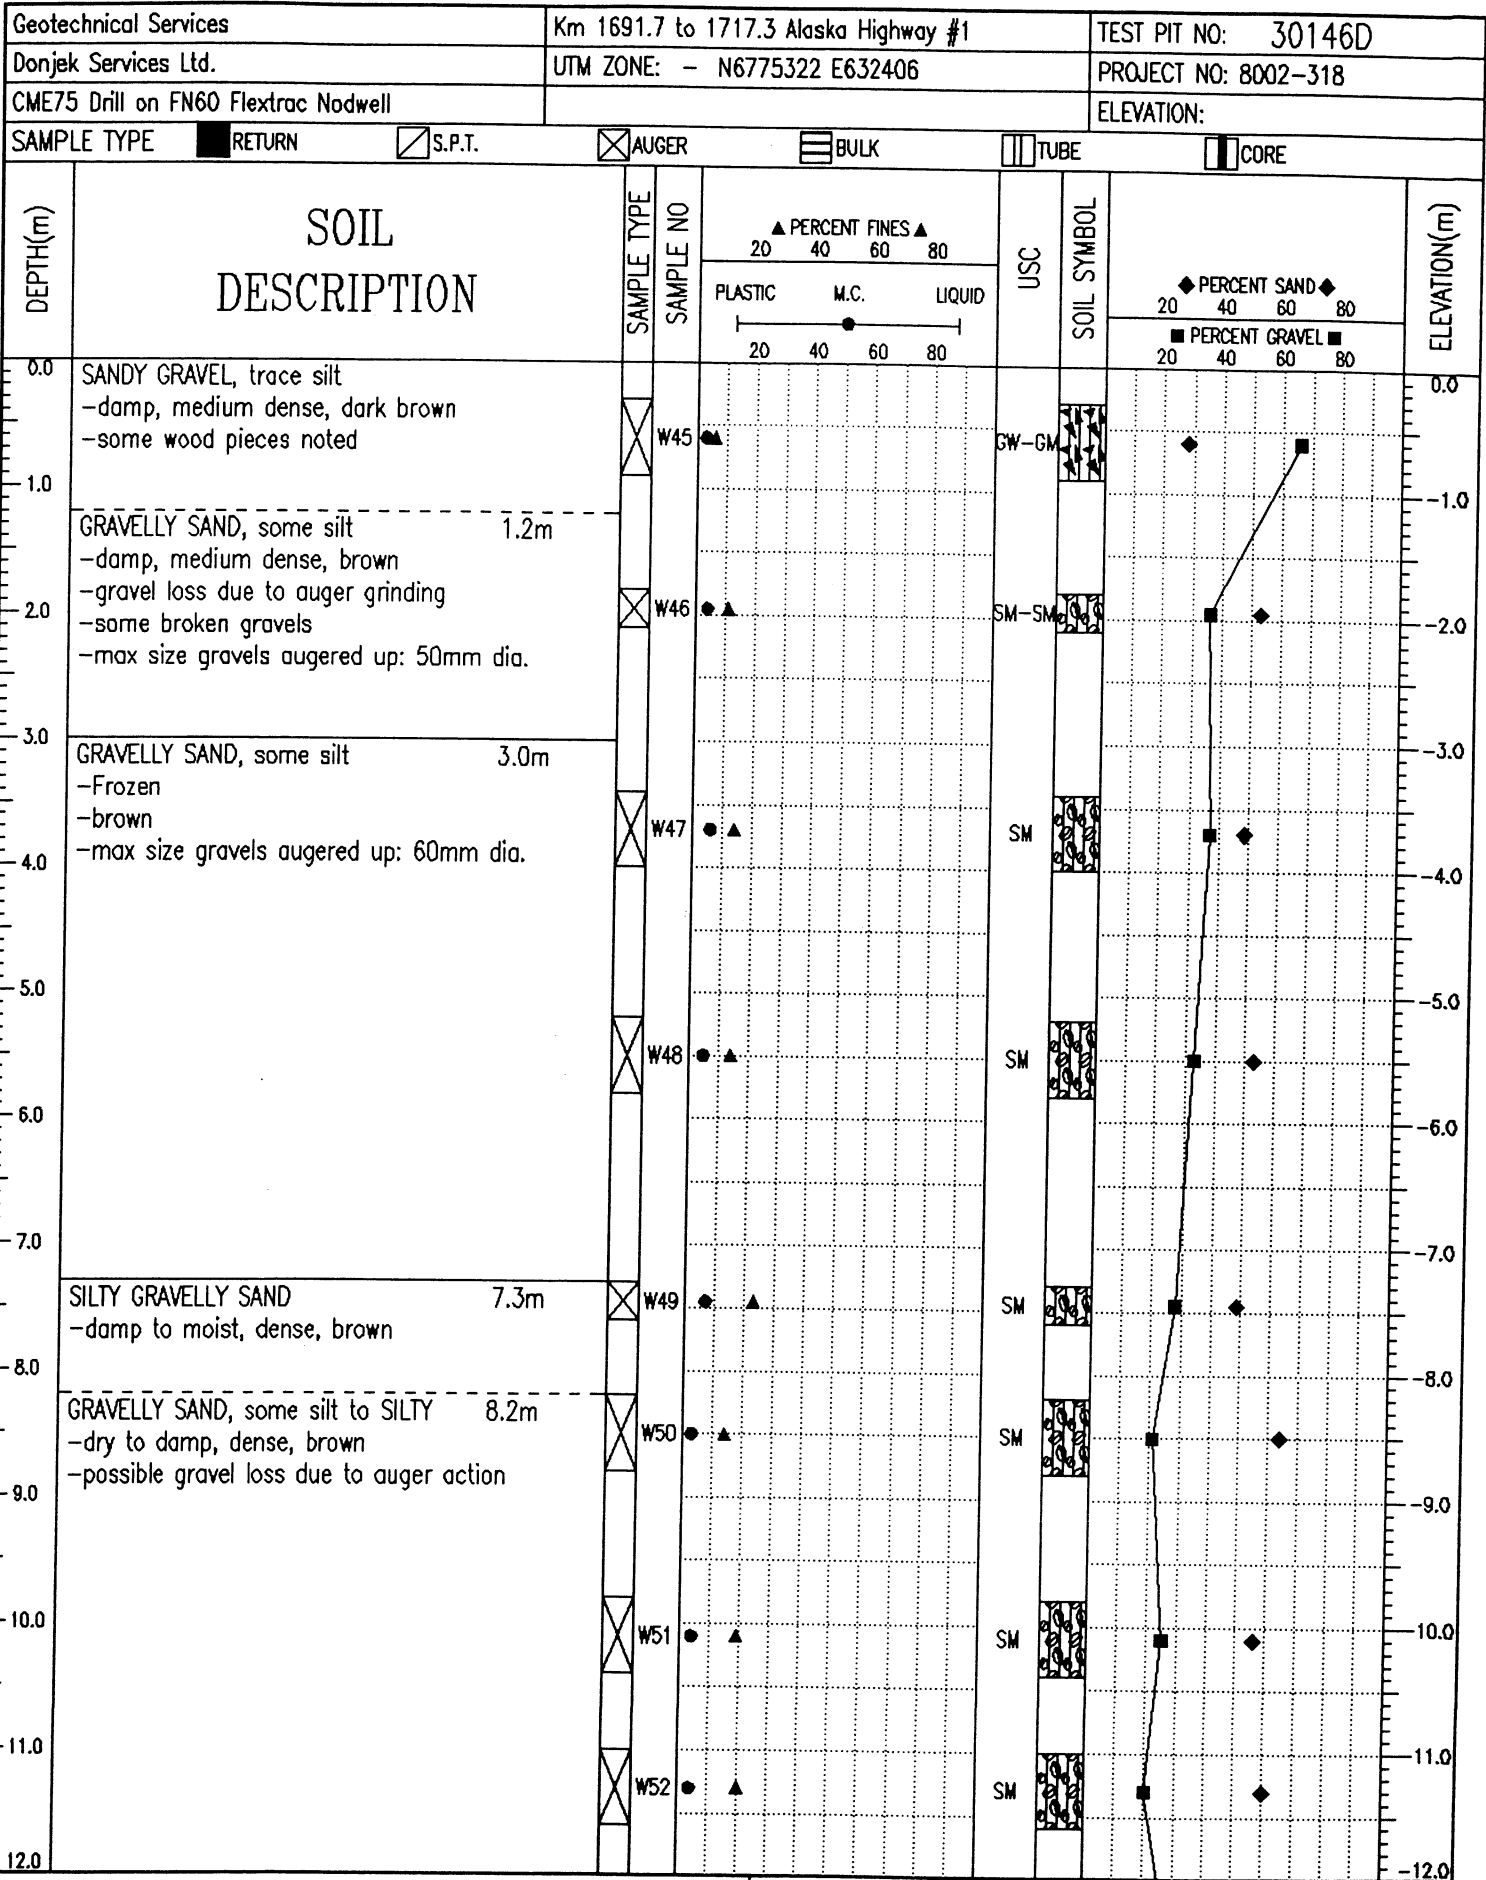 Geotechnical Services
Km 1691.7 to 1717.3 Alaska Highway #1
TEST PIT NO: 30146D
Donjek Services Ltd.
UTM ZONE: - N6775322 E632406
PROJECT NO: 8002-318
CME75 Drill on FN60 Flextrac Nodwell
ELEVATION:
SAMPLE TYPE RETURN S.P.T. AUGER BULK TUBE CORE
DEPTH(m)
SOIL
DESCRIPTION
SAMPLE TYPE
SAMPLE NO
▲ PERCENT FINES ▲
20 40 60 80
PLASTIC M.C. LIQUID
20 40 60 80
USC
SOIL SYMBOL
◆ PERCENT SAND ◆
20 40 60 80
■ PERCENT GRAVEL ■
20 40 60 80
ELEVATION(m)
0.0
SANDY GRAVEL, trace silt
-damp, medium dense, dark brown
-some wood pieces noted
W45
GW-GM
0.0
1.0
-1.0
GRAVELLY SAND, some silt 1.2m
-damp, medium dense, brown
-gravel loss due to auger grinding
-some broken gravels
-max size gravels augered up: 50mm dia.
2.0
W46
SM-SM
-2.0
3.0
-3.0
GRAVELLY SAND, some silt 3.0m
-Frozen
-brown
-max size gravels augered up: 60mm dia.
W47
SM
4.0
-4.0
5.0
-5.0
W48
SM
6.0
-6.0
7.0
-7.0
SILTY GRAVELLY SAND 7.3m
-damp to moist, dense, brown
W49
SM
8.0
-8.0
GRAVELLY SAND, some silt to SILTY 8.2m
-dry to damp, dense, brown
-possible gravel loss due to auger action
W50
SM
9.0
-9.0
10.0
-10.0
W51
SM
11.0
-11.0
W52
SM
12.0
-12.0